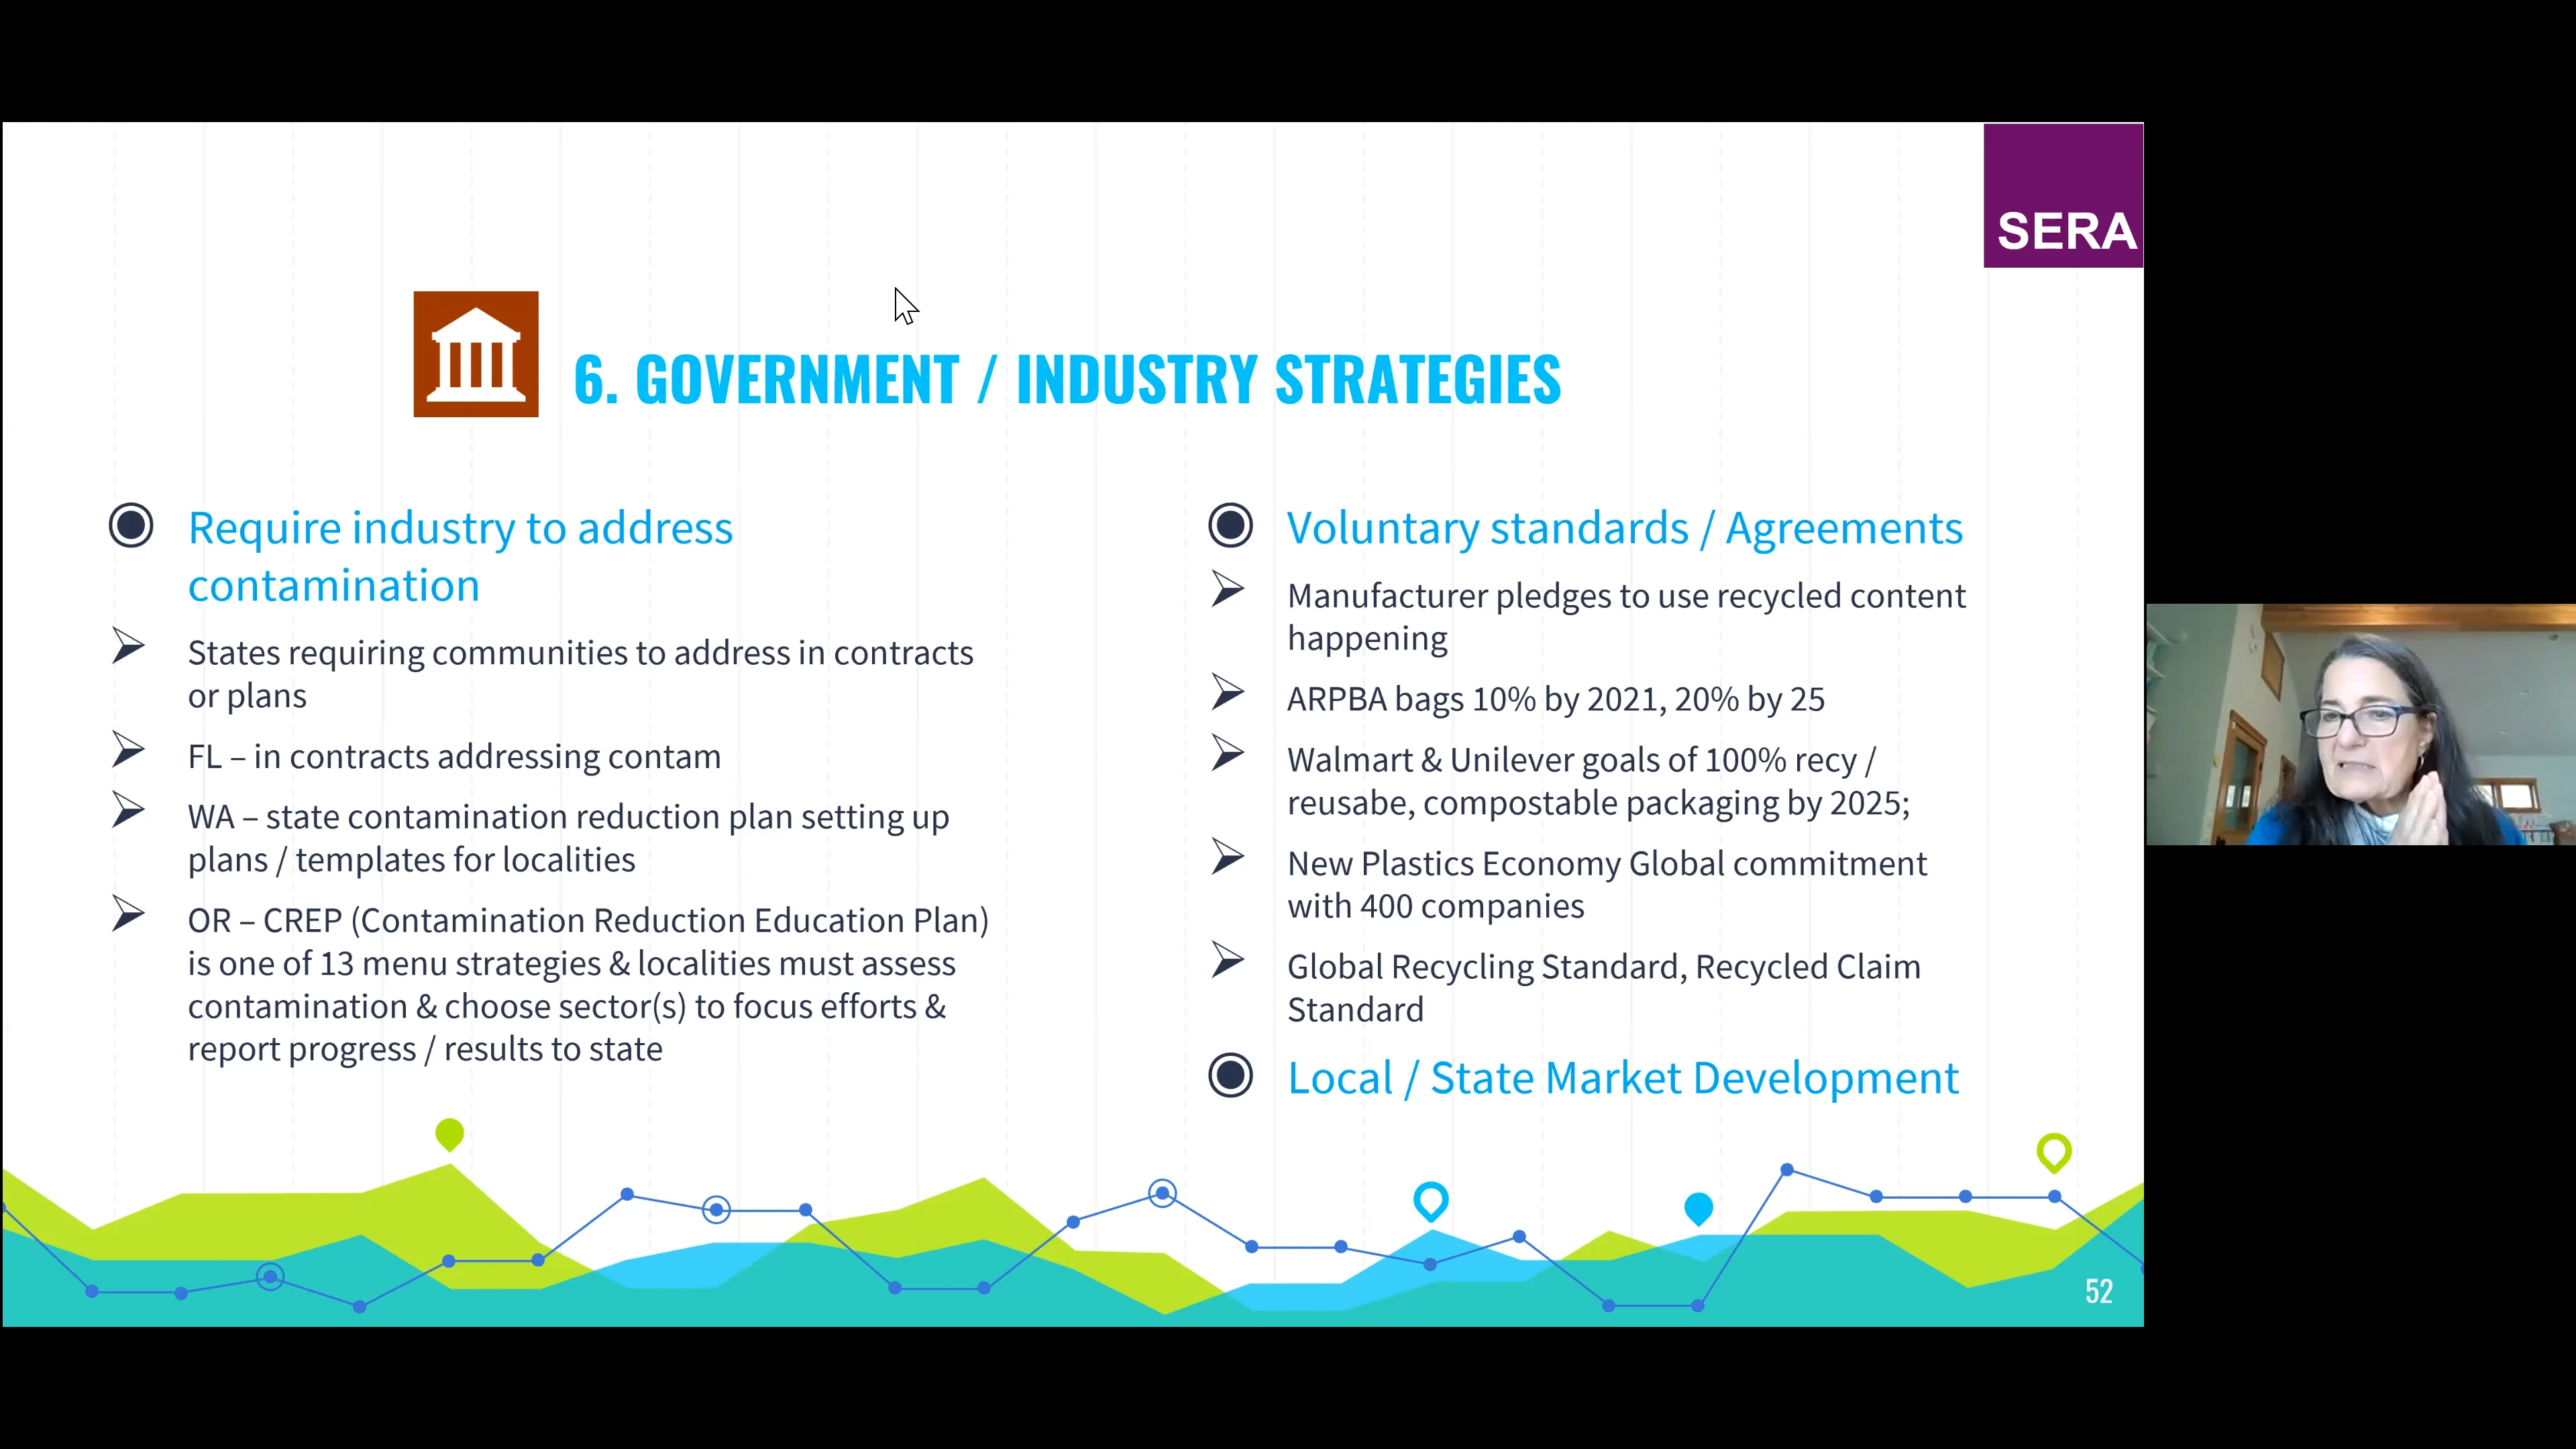 SERA
6. GOVERNMENT / INDUSTRY STRATEGIES
Require industry to address
contamination
States requiring communities to address in contracts
or plans
FL – in contracts addressing contam
WA – state contamination reduction plan setting up
plans / templates for localities
OR – CREP (Contamination Reduction Education Plan)
is one of 13 menu strategies & localities must assess
contamination & choose sector(s) to focus efforts &
report progress / results to state
Voluntary standards / Agreements
Manufacturer pledges to use recycled content
happening
ARPBA bags 10% by 2021, 20% by 25
Walmart & Unilever goals of 100% recy /
reusabe, compostable packaging by 2025;
New Plastics Economy Global commitment
with 400 companies
Global Recycling Standard, Recycled Claim
Standard
Local / State Market Development
52